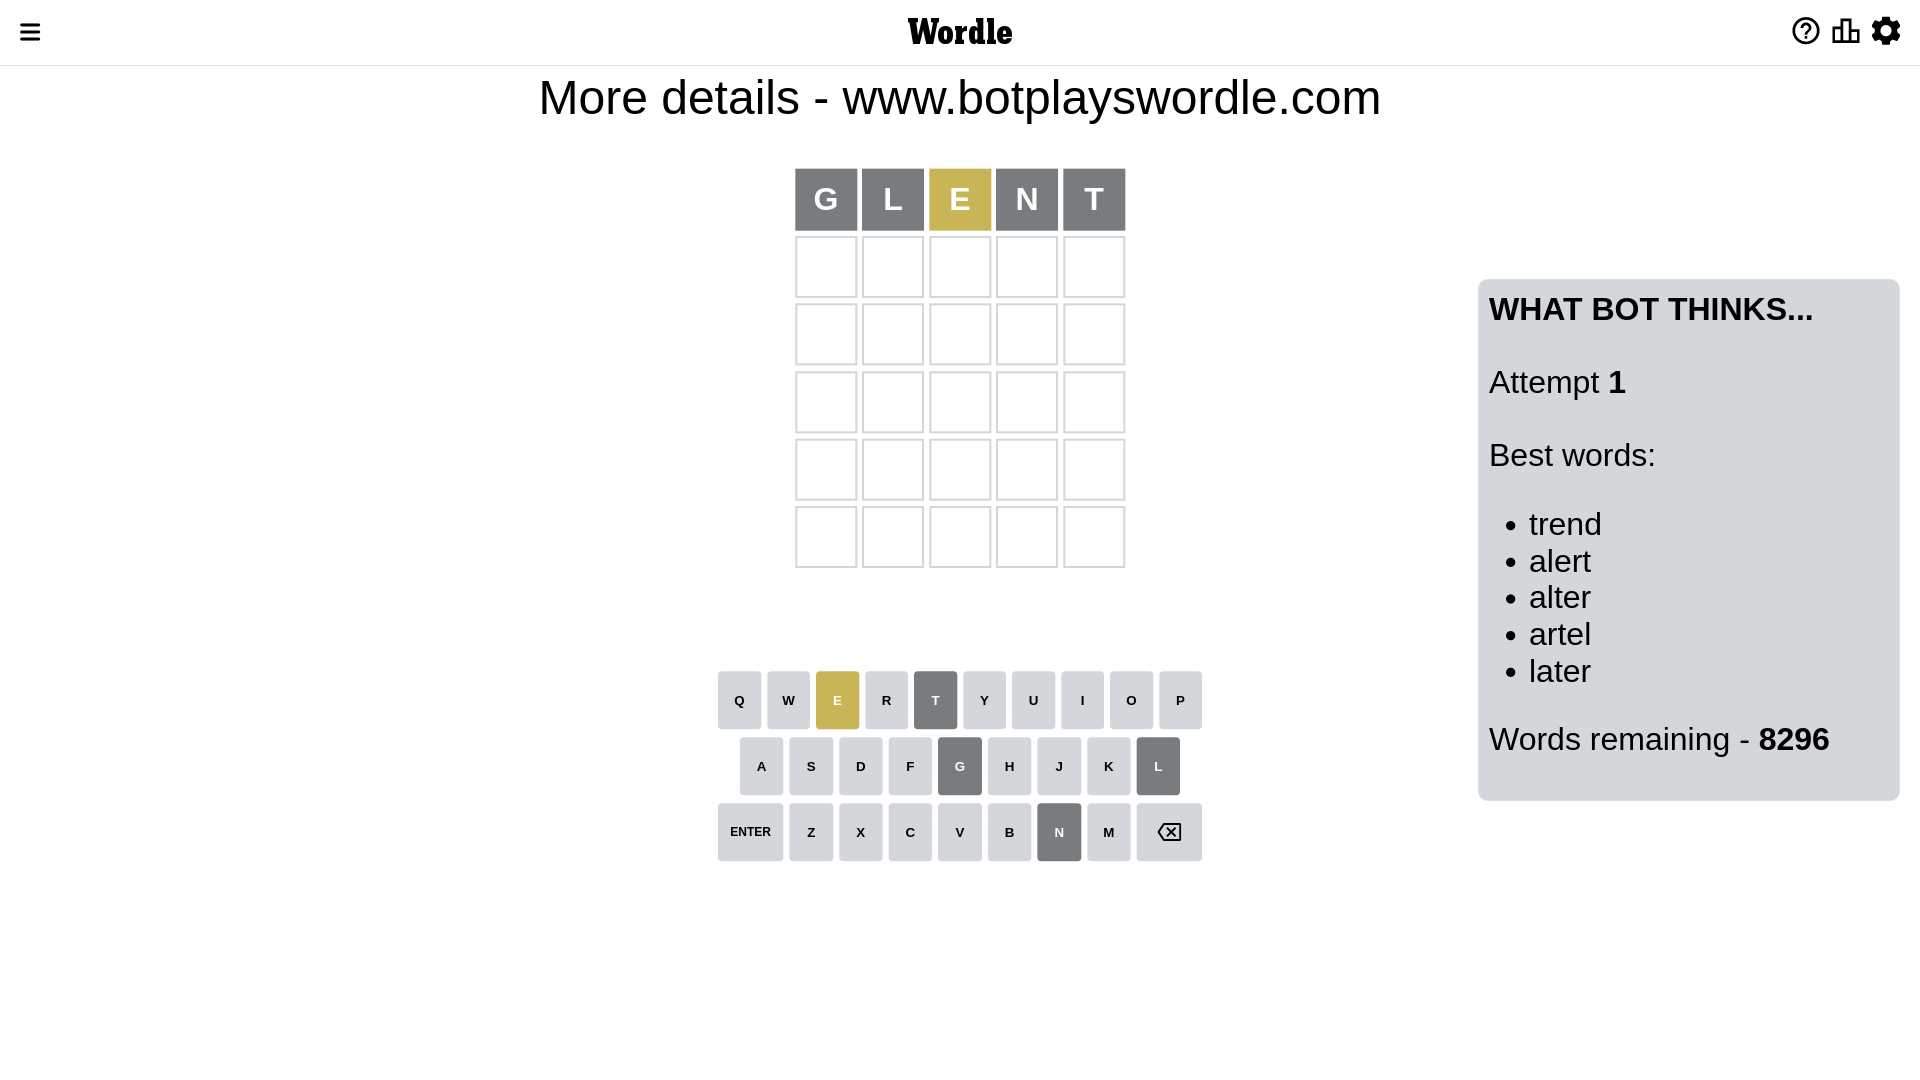 Wordle
More details - www.botplayswordle.com
G L E N T
WHAT BOT THINKS...
Attempt 1
Best words:
• trend
• alert
• alter
• artel
• later
Words remaining - 8296
Q W E R T Y U I O P
A S D F G H J K L
ENTER Z X C V B N M